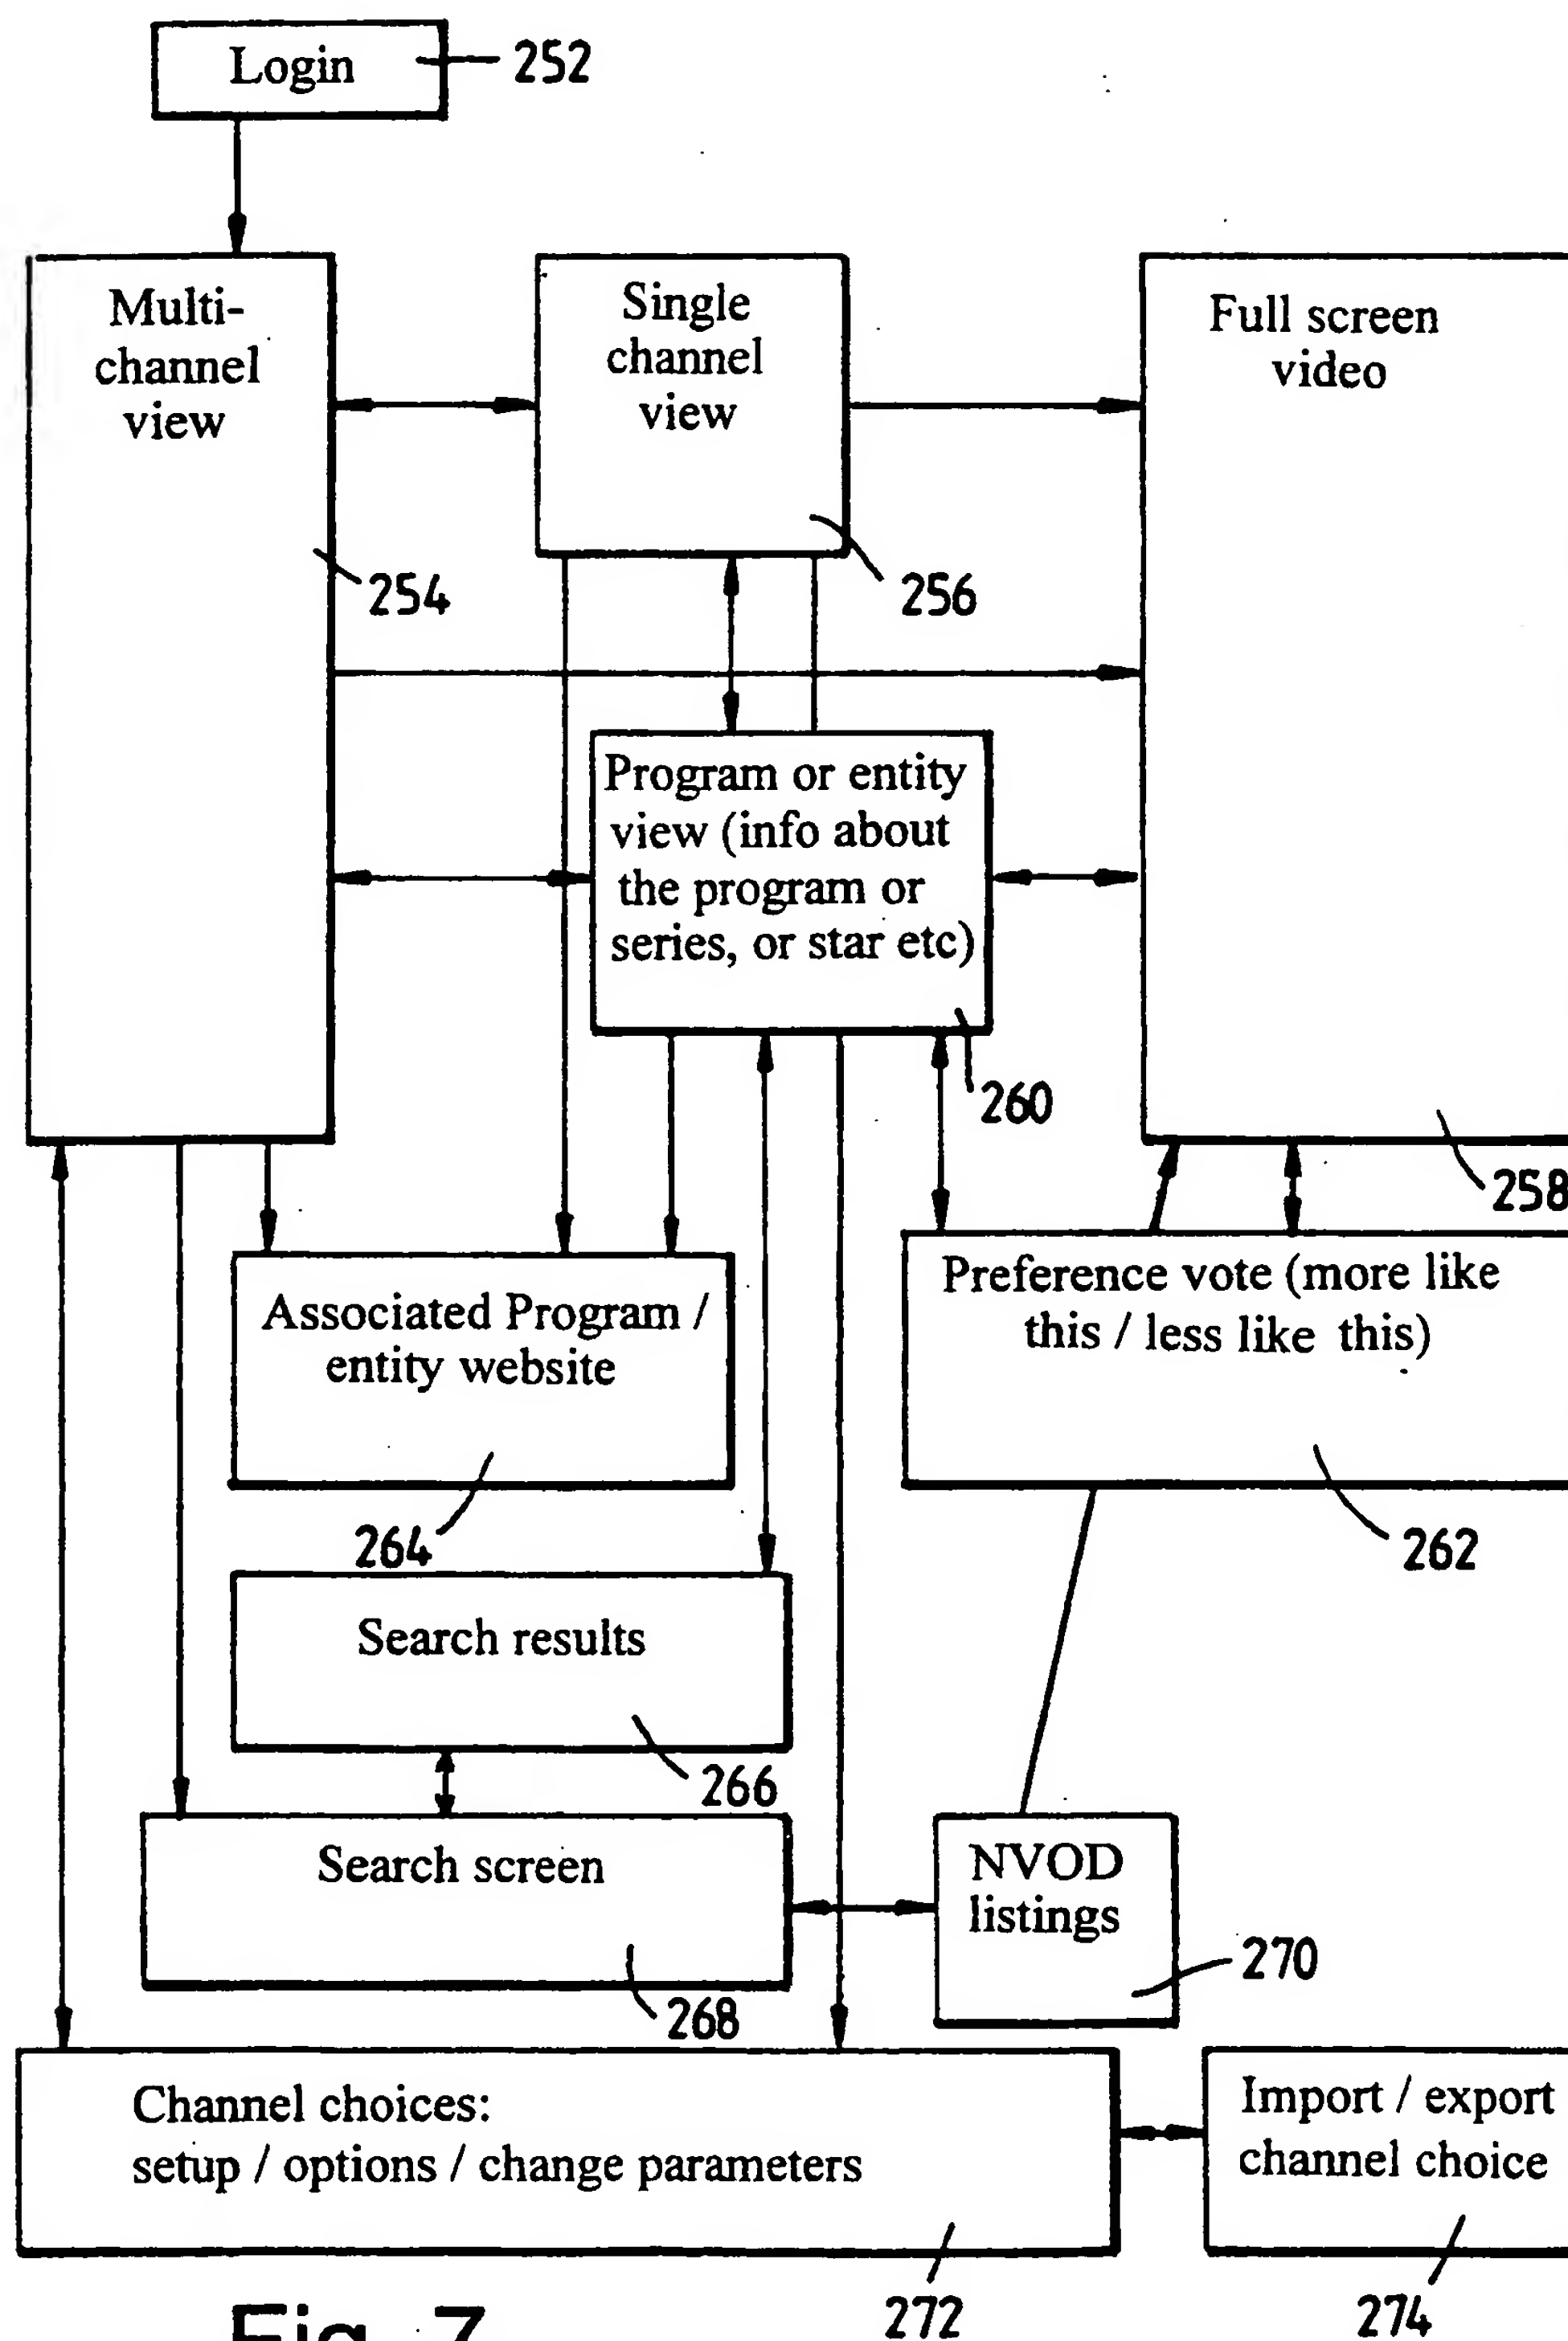 Login
252
Multi-
channel
view
254
Single
channel
view
256
Full screen
video
258
Program or entity
view (info about
the program or
series, or star etc)
260
Associated Program /
entity website
264
Preference vote (more like
this / less like this)
262
Search results
266
Search screen
268
NVOD
listings
270
Channel choices:
setup / options / change parameters
272
Import / export
channel choice
274
Fig. 7